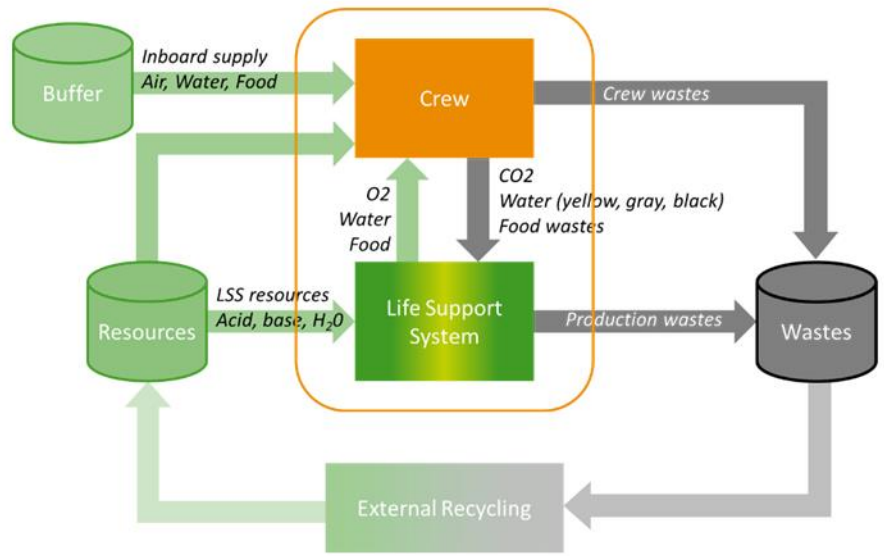 Inboard supply
Air, Water, Food
Buffer
Crew
Crew wastes
O2
Water
Food
CO2
Water (yellow, gray, black)
Food wastes
LSS resources
Acid, base, H₂0
Resources
Life Support
System
Production wastes
Wastes
External Recycling